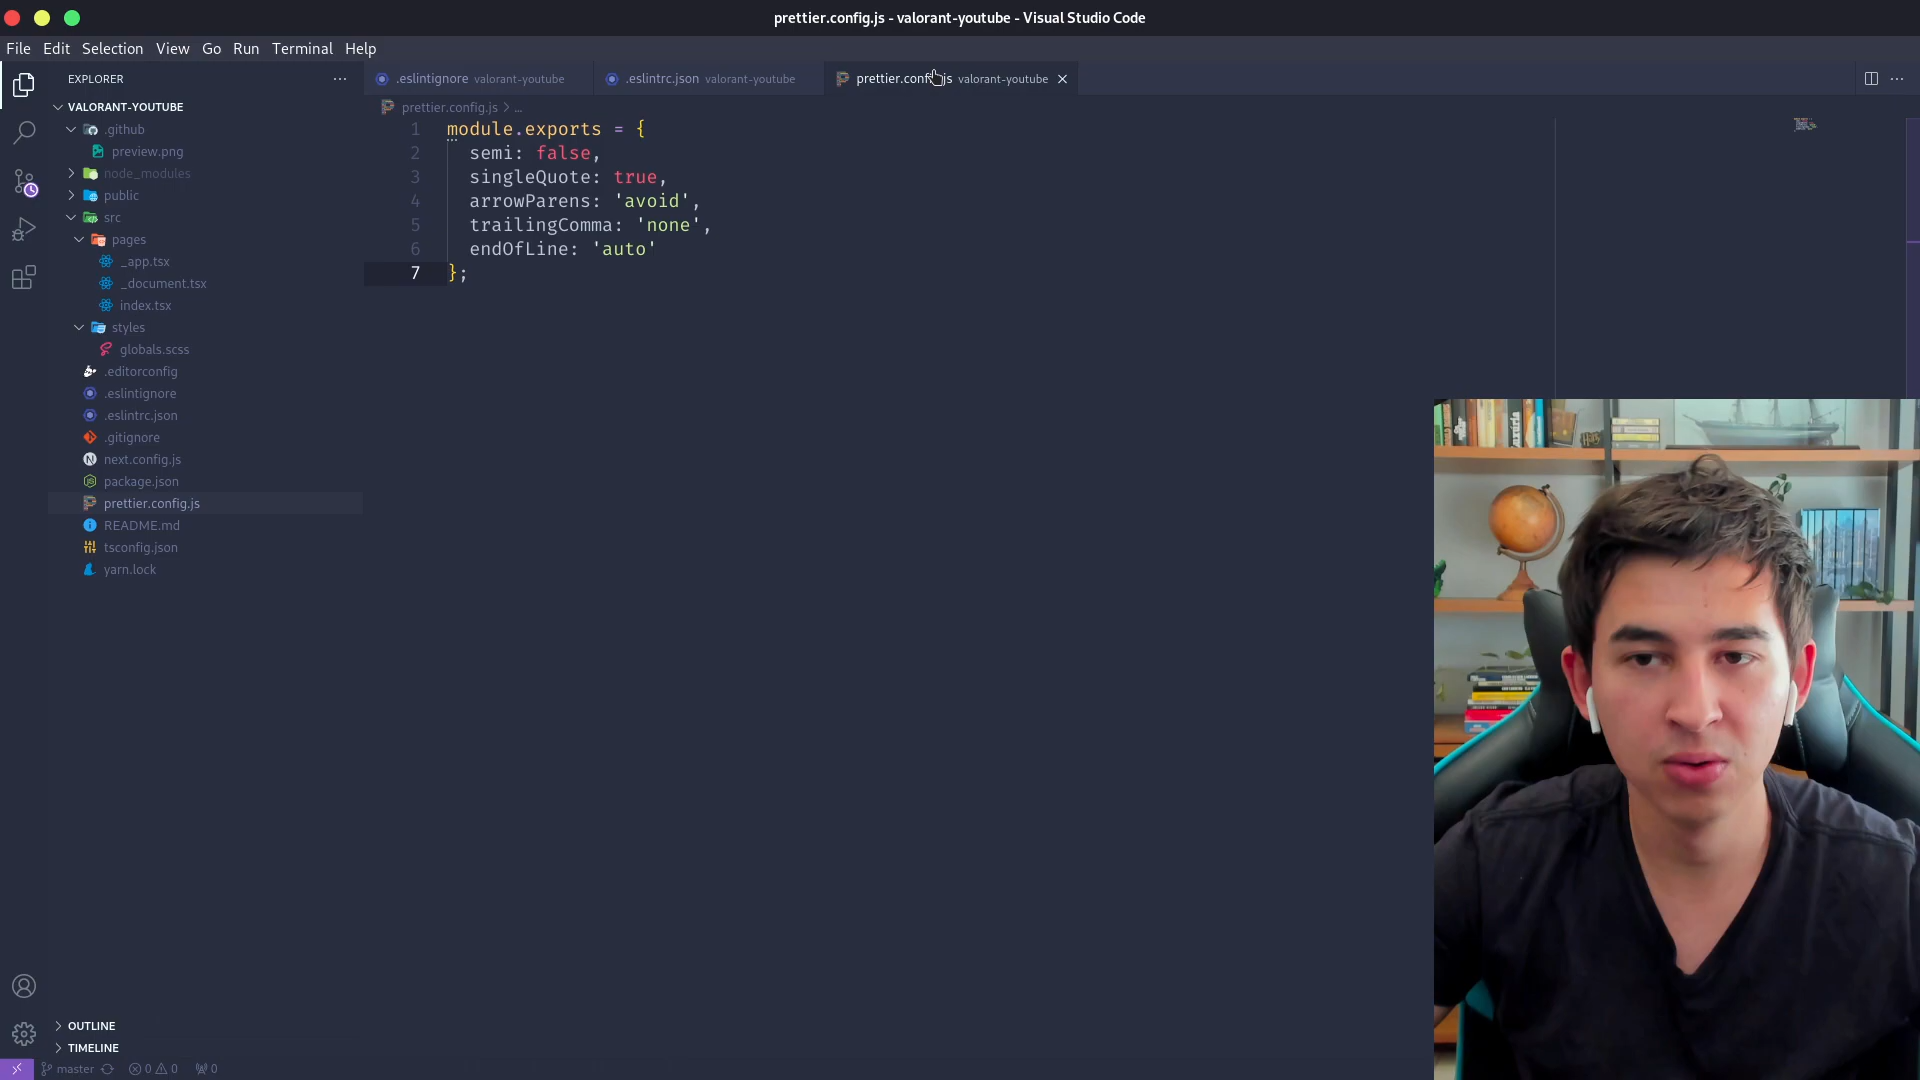 prettier.config.js - valorant-youtube - Visual Studio Code
File Edit Selection View Go Run Terminal Help
EXPLORER
.eslintignore valorant-youtube
.eslintrc.json valorant-youtube
prettier.config.js valorant-youtube
VALORANT-YOUTUBE
.github
preview.png
node_modules
public
src
pages
_app.tsx
_document.tsx
index.tsx
styles
globals.scss
.editorconfig
.eslintignore
.eslintrc.json
.gitignore
next.config.js
package.json
prettier.config.js
README.md
tsconfig.json
yarn.lock
OUTLINE
TIMELINE
prettier.config.js > ...
1 module.exports = {
2 semi: false,
3 singleQuote: true,
4 arrowParens: 'avoid',
5 trailingComma: 'none',
6 endOfLine: 'auto'
7 };
master 0 0 0